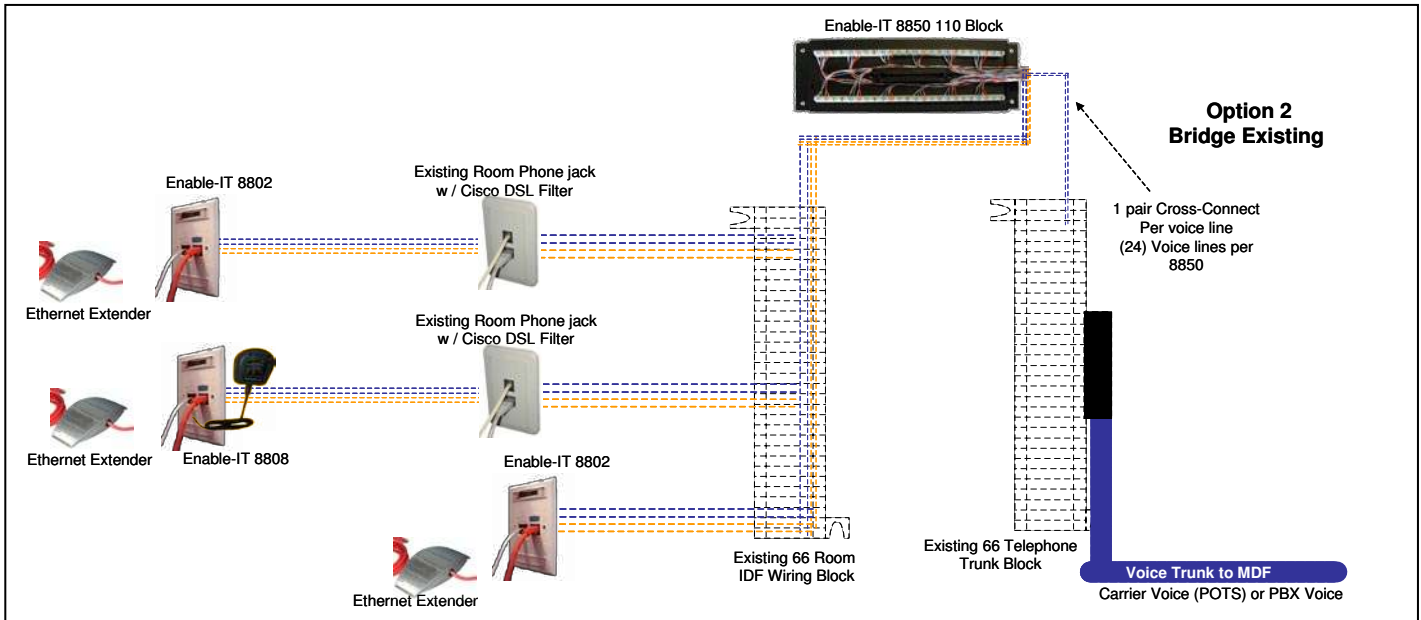 Enable-IT 8850 110 Block
Option 2
Bridge Existing
Existing Room Phone jack
w / Cisco DSL Filter
Enable-IT 8802
1 pair Cross-Connect
Per voice line
(24) Voice lines per
8850
Ethernet Extender
Existing Room Phone jack
w / Cisco DSL Filter
Ethernet Extender
Enable-IT 8808
Enable-IT 8802
Existing 66 Room
IDF Wiring Block
Existing 66 Telephone
Trunk Block
Voice Trunk to MDF
Carrier Voice (POTS) or PBX Voice
Ethernet Extender